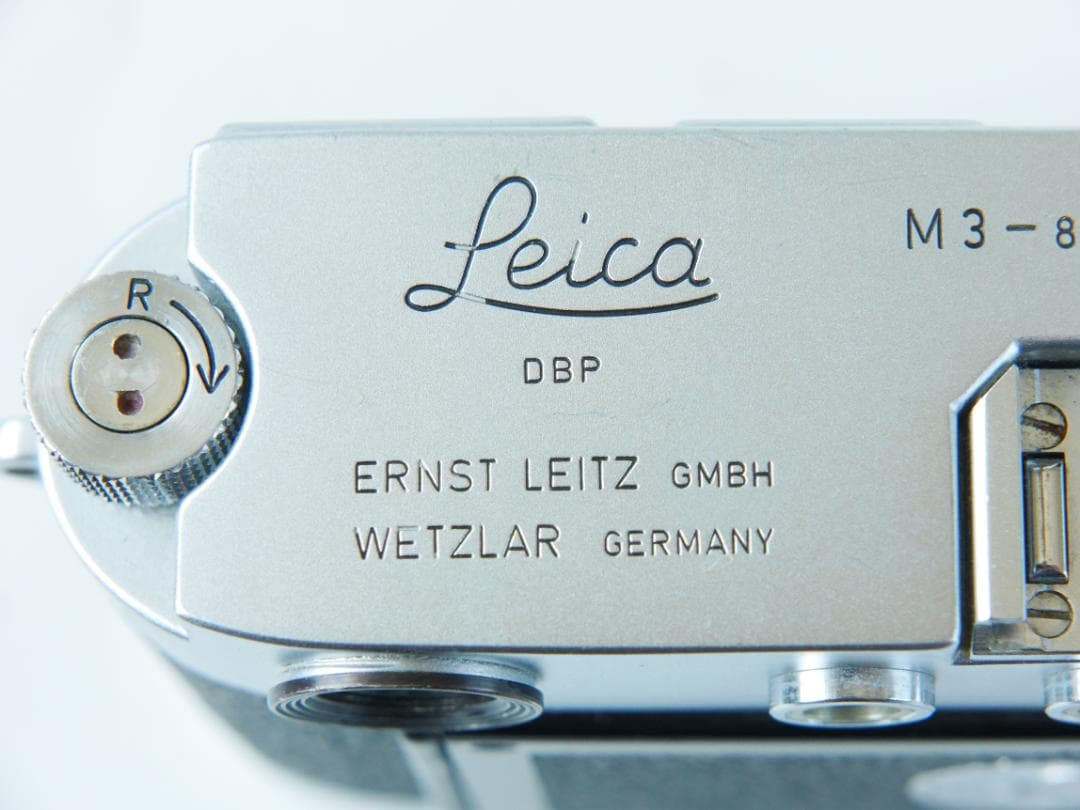 Leica
M3-8
R
DBP
ERNST LEITZ GMBH
WETZLAR GERMANY